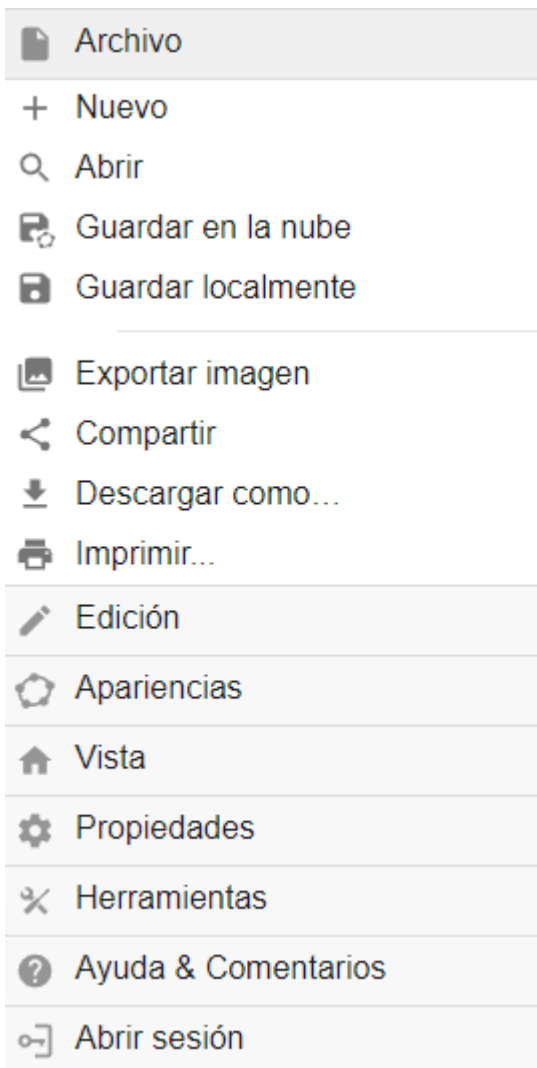 Archivo
Nuevo
Abrir
Guardar en la nube
Guardar localmente
Exportar imagen
Compartir
Descargar como…
Imprimir...
Edición
Apariencias
Vista
Propiedades
Herramientas
Ayuda & Comentarios
Abrir sesión